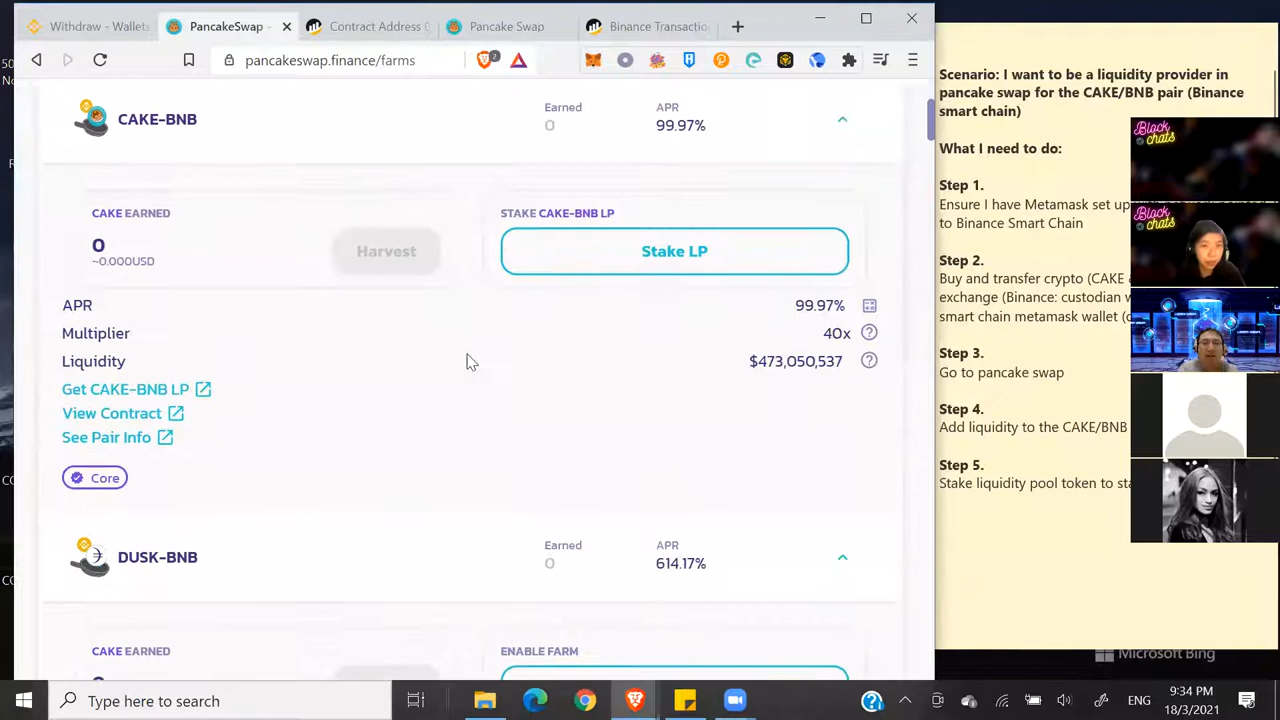 Withdraw - Wallets
PancakeSwap -
Contract Address
Pancake Swap
Binance Transactio
pancakeswap.finance/farms
2
CAKE-BNB
Earned
0
APR
99.97%
CAKE EARNED
0
~0.000USD
Harvest
STAKE CAKE-BNB LP
Stake LP
APR
99.97%
Multiplier
40x
Liquidity
$473,050,537
Get CAKE-BNB LP
View Contract
See Pair Info
Core
DUSK-BNB
Earned
0
APR
614.17%
CAKE EARNED
ENABLE FARM
Scenario: I want to be a liquidity provider in
pancake swap for the CAKE/BNB pair (Binance
smart chain)
What I need to do:
Step 1.
Ensure I have Metamask set up
to Binance Smart Chain
Step 2.
Buy and transfer crypto (CAKE
exchange (Binance: custodian
smart chain metamask wallet
Step 3.
Go to pancake swap
Step 4.
Add liquidity to the CAKE/BNB
Step 5.
Stake liquidity pool token to
Block
chats
Block
chats
Microsoft Bing
Type here to search
ENG
9:34 PM
18/3/2021